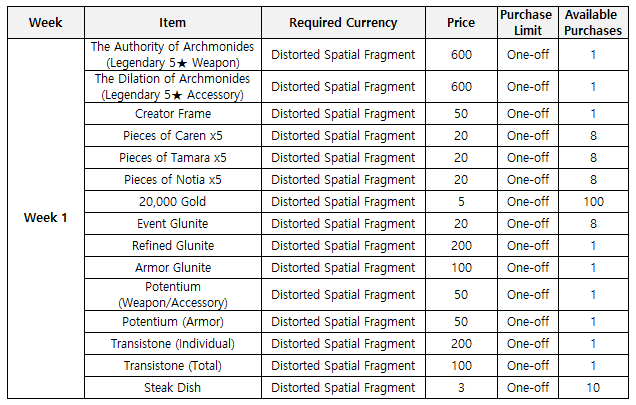 Week Item Required Currency Price Purchase Limit Available Purchases
Week 1
The Authority of Archmonides
(Legendary 5★ Weapon) Distorted Spatial Fragment 600 One-off 1
The Dilation of Archmonides
(Legendary 5★ Accessory) Distorted Spatial Fragment 600 One-off 1
Creator Frame Distorted Spatial Fragment 50 One-off 1
Pieces of Caren x5 Distorted Spatial Fragment 20 One-off 8
Pieces of Tamara x5 Distorted Spatial Fragment 20 One-off 8
Pieces of Notia x5 Distorted Spatial Fragment 20 One-off 8
20,000 Gold Distorted Spatial Fragment 5 One-off 100
Event Glunite Distorted Spatial Fragment 20 One-off 8
Refined Glunite Distorted Spatial Fragment 200 One-off 1
Armor Glunite Distorted Spatial Fragment 100 One-off 1
Potentium
(Weapon/Accessory) Distorted Spatial Fragment 50 One-off 1
Potentium (Armor) Distorted Spatial Fragment 50 One-off 1
Transistone (Individual) Distorted Spatial Fragment 200 One-off 1
Transistone (Total) Distorted Spatial Fragment 100 One-off 1
Steak Dish Distorted Spatial Fragment 3 One-off 10